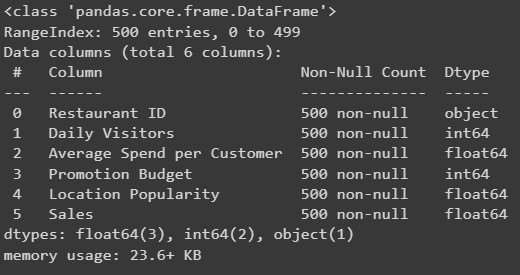 <class 'pandas.core.frame.DataFrame'>
RangeIndex: 500 entries, 0 to 499
Data columns (total 6 columns):
 #   Column                      Non-Null Count  Dtype
---  ------                      --------------  -----
 0   Restaurant ID               500 non-null    object
 1   Daily Visitors              500 non-null    int64
 2   Average Spend per Customer  500 non-null    float64
 3   Promotion Budget            500 non-null    int64
 4   Location Popularity         500 non-null    float64
 5   Sales                       500 non-null    float64
dtypes: float64(3), int64(2), object(1)
memory usage: 23.6+ KB